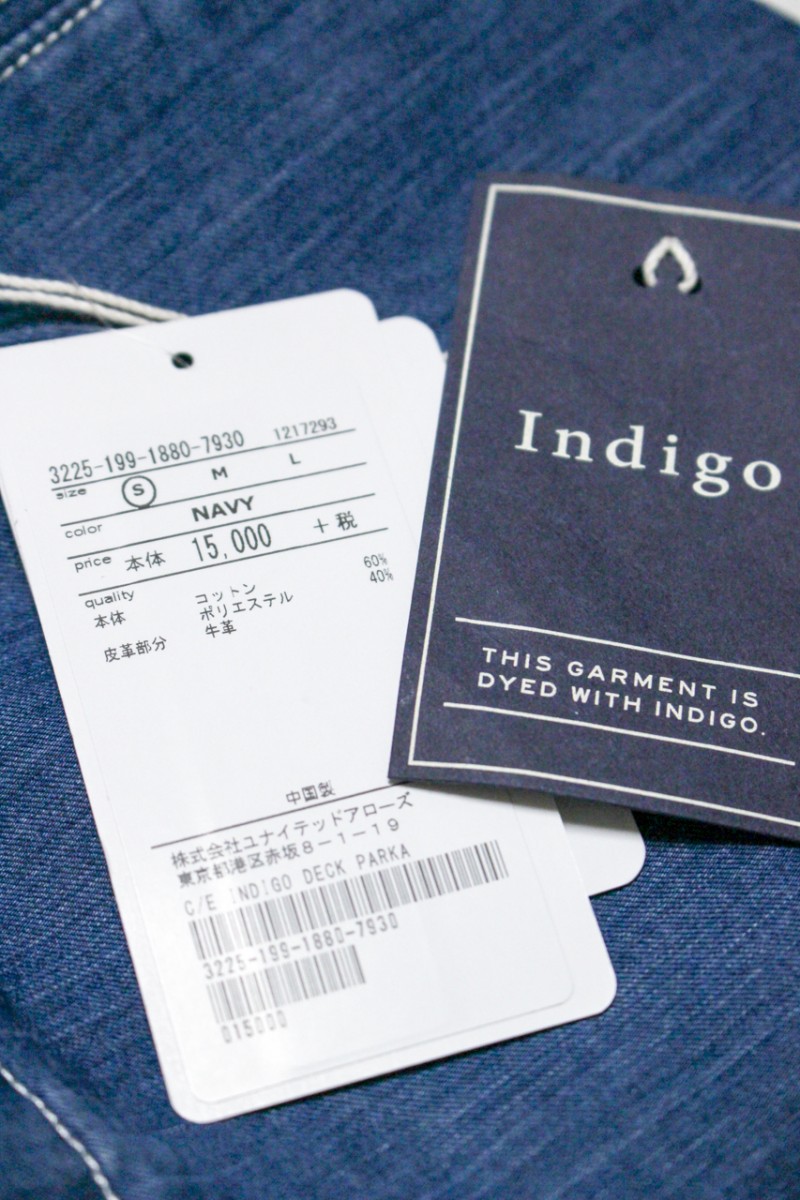 3225-199-1880-7930 1217293
size S M L
color NAVY
price 本体 15,000 +税
quality
本体 コットン 60%
ポリエステル 40%
皮革部分 牛革
中国製
株式会社ユナイテッドアローズ
東京都港区赤坂8-1-19
C/E INDIGO DECK PARKA
3225-199-1880-7930
015000
Indigo
THIS GARMENT IS
DYED WITH INDIGO.